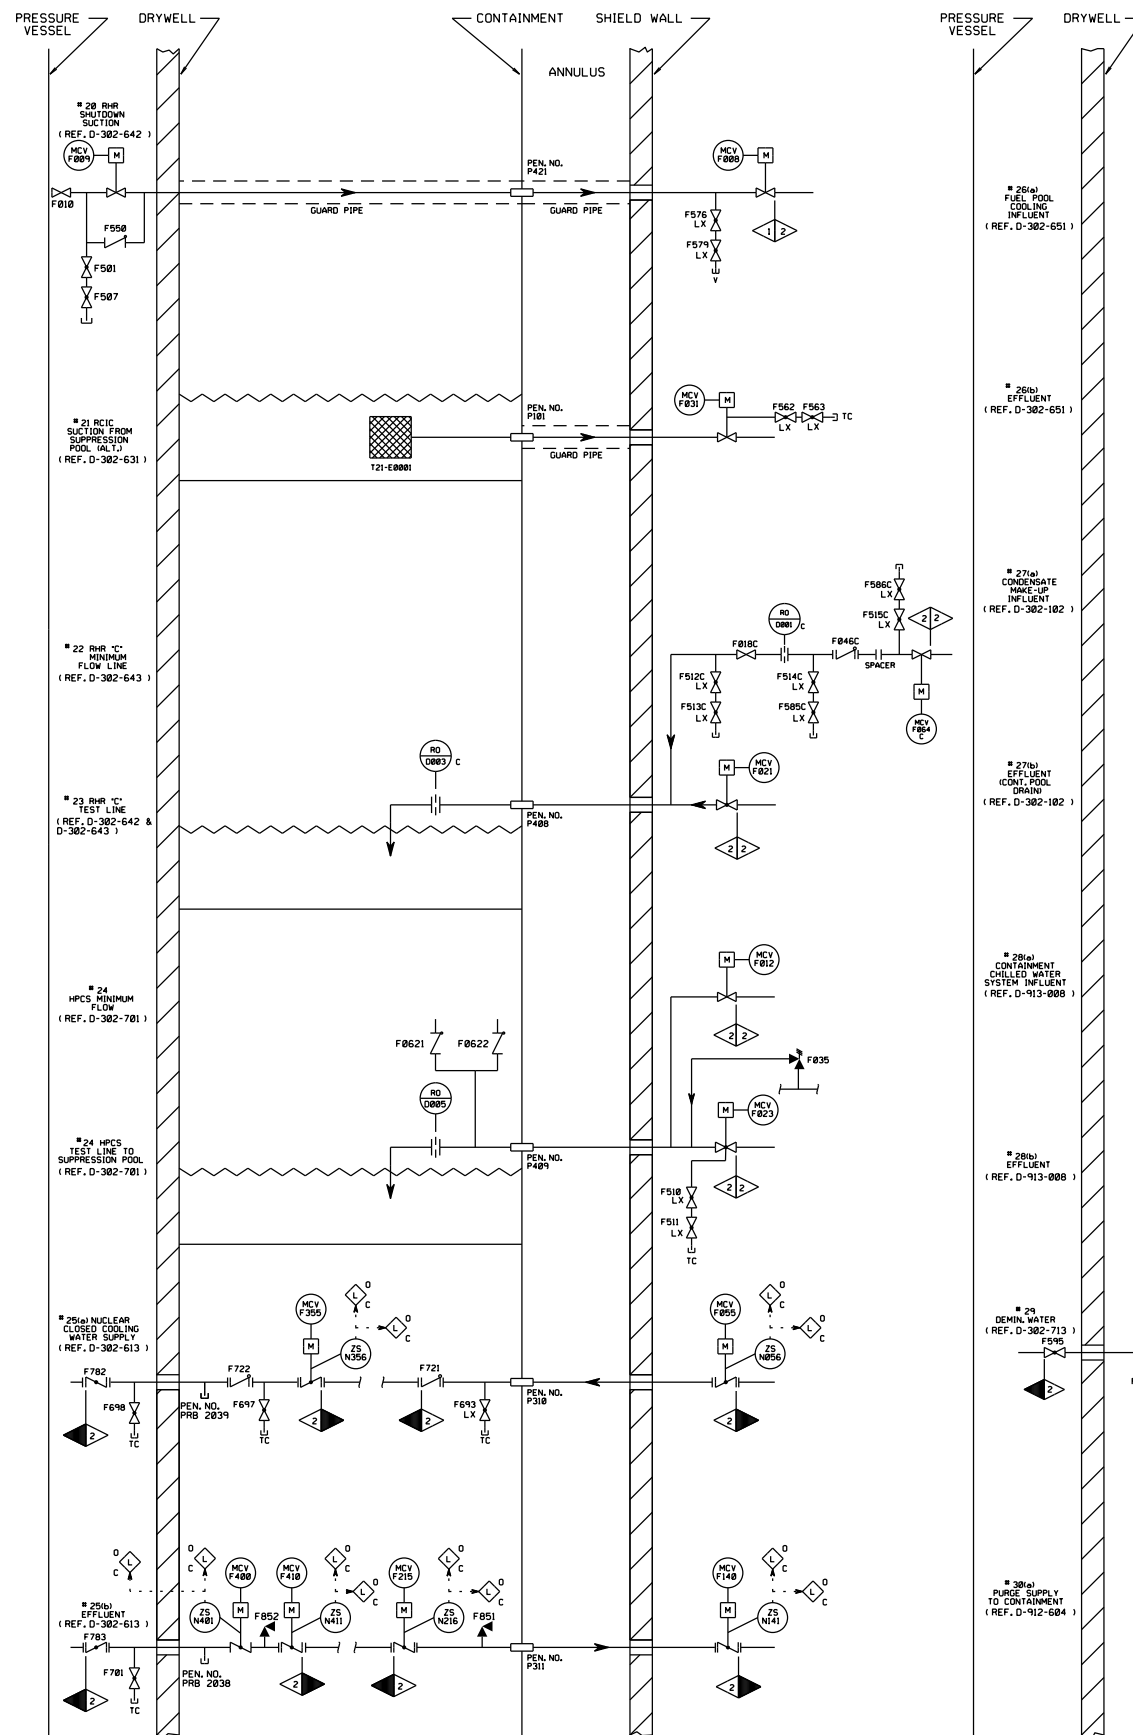 PRESSURE
VESSEL
DRYWELL
CONTAINMENT
SHIELD WALL
PRESSURE
VESSEL
DRYWELL
ANNULUS
# 20 RHR
SHUTDOWN
SUCTION
( REF. D-302-642 )
MCV
F009
M
F010
F550
F501
F507
GUARD PIPE
PEN. NO.
P421
GUARD PIPE
MCV
F008
M
F576
LX
F579
LX
V
1 2
# 26(a)
FUEL POOL
COOLING
INFLUENT
( REF. D-302-651 )
# 21 RCIC
SUCTION FROM
SUPPRESSION
POOL (ALT.)
( REF. D-302-631 )
T21-E0001
PEN. NO.
P101
GUARD PIPE
MCV
F031
M
F562
LX
F563
LX
TC
# 26(b)
EFFLUENT
( REF. D-302-651 )
# 22 RHR "C"
MINIMUM
FLOW LINE
( REF. D-302-643 )
F586C
LX
F515C
LX
2 2
RO
D001
C
F018C
F046C
SPACER
F512C
LX
F513C
LX
F514C
LX
F585C
LX
M
MCV
F064
C
# 27(a)
CONDENSATE
MAKE-UP
INFLUENT
( REF. D-302-102 )
# 23 RHR "C"
TEST LINE
( REF. D-302-642 &
D-302-643 )
RO
D003
C
PEN. NO.
P408
M
MCV
F021
2 2
# 27(b)
EFFLUENT
(CONT. POOL
DRAIN)
( REF. D-302-102 )
# 24
HPCS MINIMUM
FLOW
( REF. D-302-701 )
M
MCV
F012
2 2
F0621
F0622
F035
# 28(a)
CONTAINMENT
CHILLED WATER
SYSTEM INFLUENT
( REF. D-913-008 )
# 24 HPCS
TEST LINE TO
SUPPRESSION POOL
( REF. D-302-701 )
RO
D005
PEN. NO.
P409
M
MCV
F023
2 2
F510
LX
F511
LX
TC
# 28(b)
EFFLUENT
( REF. D-913-008 )
# 25(a) NUCLEAR
CLOSED COOLING
WATER SUPPLY
( REF. D-302-613 )
F782
2
F698
TC
PEN. NO.
PRB 2039
F722
F697
TC
MCV
F355
M
ZS
N356
L
O
C
L
O
C
2
F721
2
F693
LX
TC
PEN. NO.
P310
MCV
F055
M
ZS
N056
L
O
C
L
O
C
2
# 29
DEMIN. WATER
( REF. D-302-713 )
F595
2
# 25(b)
EFFLUENT
( REF. D-302-613 )
F783
2
F701
TC
L
O
C
L
O
C
ZS
N401
PEN. NO.
PRB 2038
MCV
F400
M
F852
MCV
F410
M
ZS
N411
L
O
C
L
O
C
2
MCV
F215
M
ZS
N216
L
O
C
L
O
C
2
F851
PEN. NO.
P311
MCV
F140
M
ZS
N141
L
O
C
L
O
C
2
# 30(a)
PURGE SUPPLY
TO CONTAINMENT
( REF. D-912-604 )